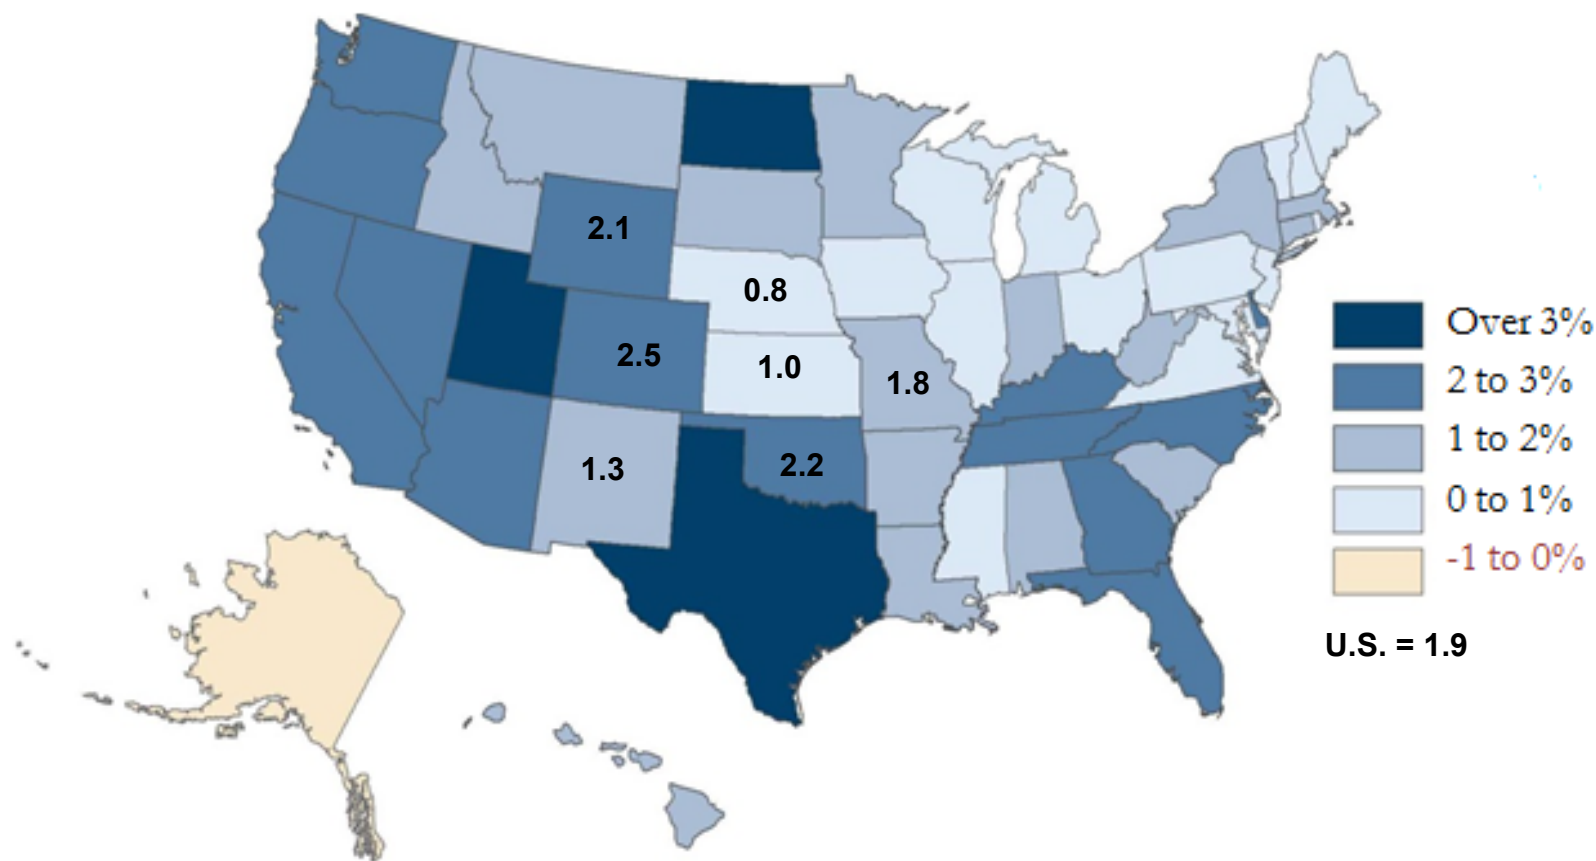 2.1
0.8
2.5
1.0
1.8
1.3
2.2
Over 3%
2 to 3%
1 to 2%
0 to 1%
-1 to 0%
U.S. = 1.9